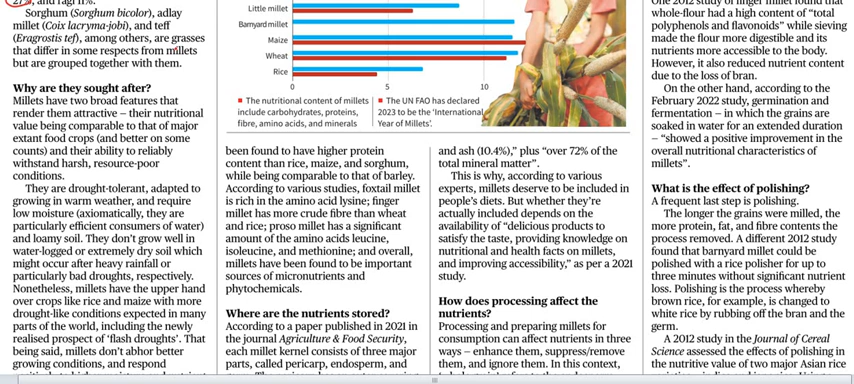 27%, and ragi 11%.
Sorghum (Sorghum bicolor), adlay
millet (Coix lacryma-jobi), and teff
(Eragrostis tef), among others, are grasses
that differ in some respects from millets
but are grouped together with them.
Why are they sought after?
Millets have two broad features that
render them attractive – their nutritional
value being comparable to that of major
extant food crops (and better on some
counts) and their ability to reliably
withstand harsh, resource-poor
conditions.
They are drought-tolerant, adapted to
growing in warm weather, and require
low moisture (axiomatically, they are
particularly efficient consumers of water)
and loamy soil. They don't grow well in
water-logged or extremely dry soil which
might occur after heavy rainfall or
particularly bad droughts, respectively.
Nonetheless, millets have the upper hand
over crops like rice and maize with more
drought-like conditions expected in many
parts of the world, including the newly
realised prospect of 'flash droughts'. That
being said, millets don't abhor better
growing conditions, and respond
Little millet
Barnyard millet
Maize
Wheat
Rice
0 5 10
The nutritional content of millets
include carbohydrates, proteins,
fibre, amino acids, and minerals
The UN FAO has declared
2023 to be the 'International
Year of Millets'.
been found to have higher protein
content than rice, maize, and sorghum,
while being comparable to that of barley.
According to various studies, foxtail millet
is rich in the amino acid lysine; finger
millet has more crude fibre than wheat
and rice; proso millet has a significant
amount of the amino acids leucine,
isoleucine, and methionine; and overall,
millets have been found to be important
sources of micronutrients and
phytochemicals.
Where are the nutrients stored?
According to a paper published in 2021 in
the journal Agriculture & Food Security,
each millet kernel consists of three major
parts, called pericarp, endosperm, and
and ash (10.4%)," plus "over 72% of the
total mineral matter".
This is why, according to various
experts, millets deserve to be included in
people's diets. But whether they're
actually included depends on the
availability of "delicious products to
satisfy the taste, providing knowledge on
nutritional and health facts on millets,
and improving accessibility," as per a 2021
study.
How does processing affect the
nutrients?
Processing and preparing millets for
consumption can affect nutrients in three
ways – enhance them, suppress/remove
them, and ignore them. In this context,
One 2012 study of finger millet found that
whole-flour had a high content of "total
polyphenols and flavonoids" while sieving
made the flour more digestible and its
nutrients more accessible to the body.
However, it also reduced nutrient content
due to the loss of bran.
On the other hand, according to the
February 2022 study, germination and
fermentation – in which the grains are
soaked in water for an extended duration
– "showed a positive improvement in the
overall nutritional characteristics of
millets".
What is the effect of polishing?
A frequent last step is polishing.
The longer the grains were milled, the
more protein, fat, and fibre contents the
process removed. A different 2012 study
found that barnyard millet could be
polished with a rice polisher for up to
three minutes without significant nutrient
loss. Polishing is the process whereby
brown rice, for example, is changed to
white rice by rubbing off the bran and the
germ.
A 2012 study in the Journal of Cereal
Science assessed the effects of polishing in
the nutritive value of two major Asian rice